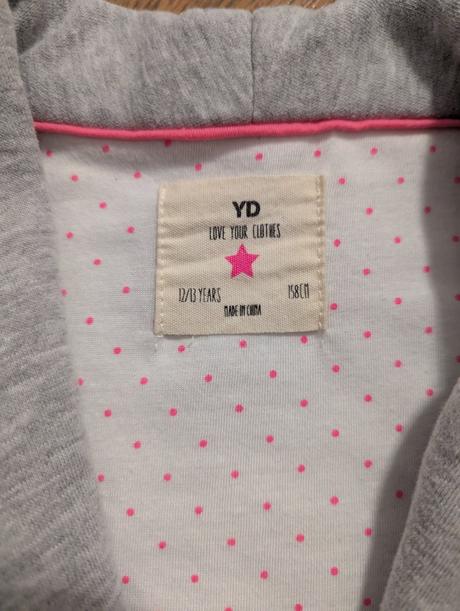 YD
LOVE YOUR CLOTHES
12/13 YEARS 158CM
MADE IN CHINA